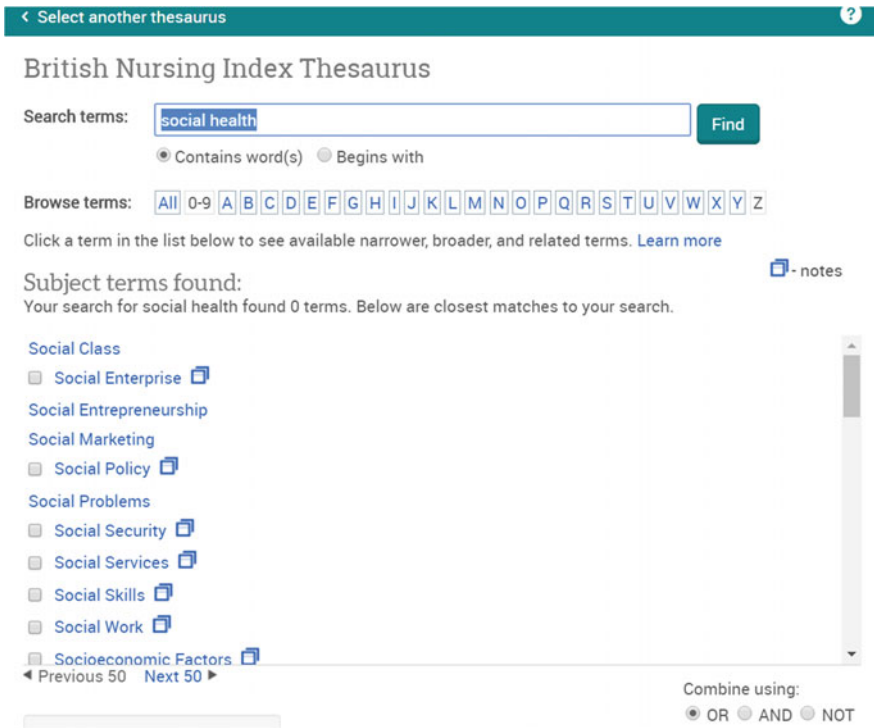 < Select another thesaurus ?
British Nursing Index Thesaurus
Search terms: social health Find
Contains word(s) Begins with
Browse terms: All 0-9 A B C D E F G H I J K L M N O P Q R S T U V W X Y Z
Click a term in the list below to see available narrower, broader, and related terms. Learn more
- notes
Subject terms found:
Your search for social health found 0 terms. Below are closest matches to your search.
Social Class
Social Enterprise
Social Entrepreneurship
Social Marketing
Social Policy
Social Problems
Social Security
Social Services
Social Skills
Social Work
Socioeconomic Factors
Previous 50 Next 50
Combine using:
OR AND NOT